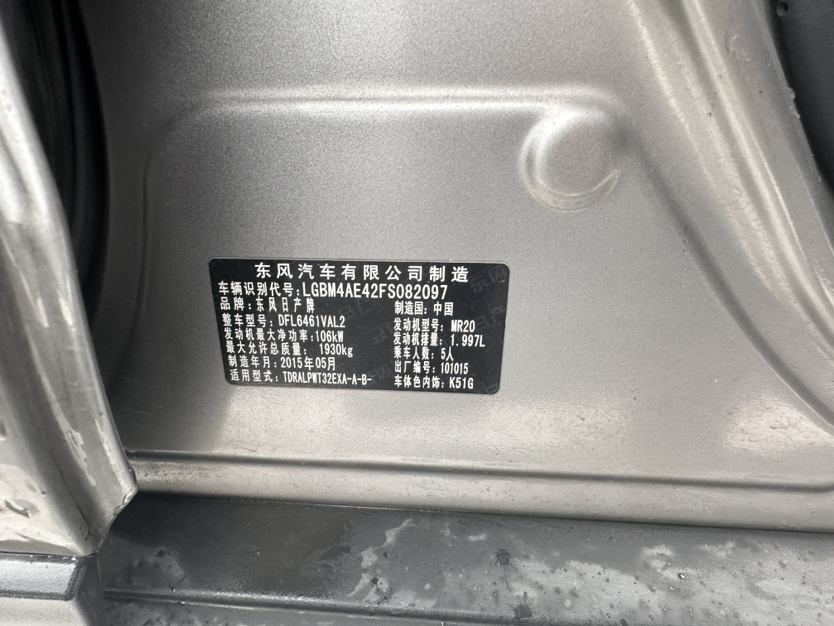 东风汽车有限公司制造
车辆识别代号:LGBM4AE42FS082097
品牌:东风日产牌 制造国:中国
整车型号:DFL6461VAL2 发动机型号:MR20
发动机最大净功率:106kW 发动机排量:1.997L
最大允许总质量: 1930kg 乘车人数:5人
制造年月:2015年05月 出厂编号:101015
适用型式:TDRALPWT32EXA-A-B- 车体色内饰:K51G